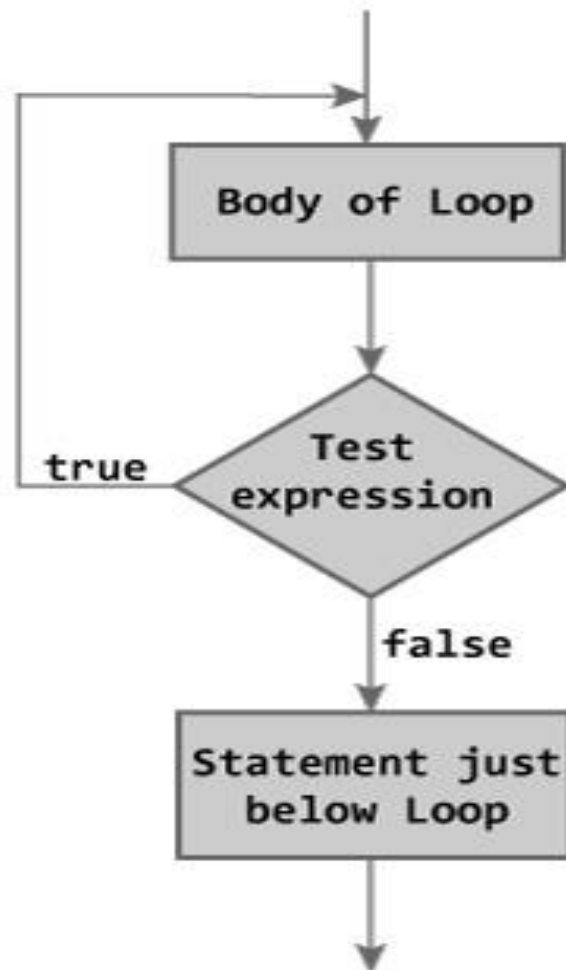 Body of Loop
Test
expression
true
false
Statement just
below Loop